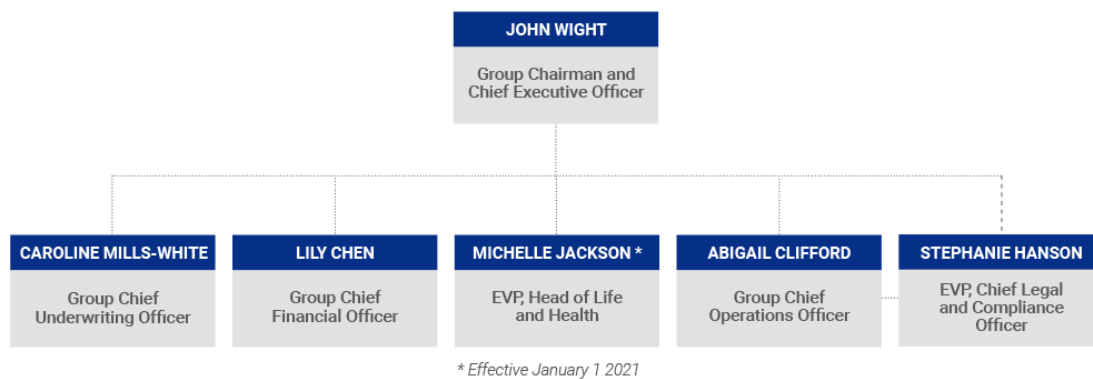 JOHN WIGHT
Group Chairman and
Chief Executive Officer
CAROLINE MILLS-WHITE
Group Chief
Underwriting Officer
LILY CHEN
Group Chief
Financial Officer
MICHELLE JACKSON *
EVP, Head of Life
and Health
ABIGAIL CLIFFORD
Group Chief
Operations Officer
STEPHANIE HANSON
EVP, Chief Legal
and Compliance
Officer
* Effective January 1 2021